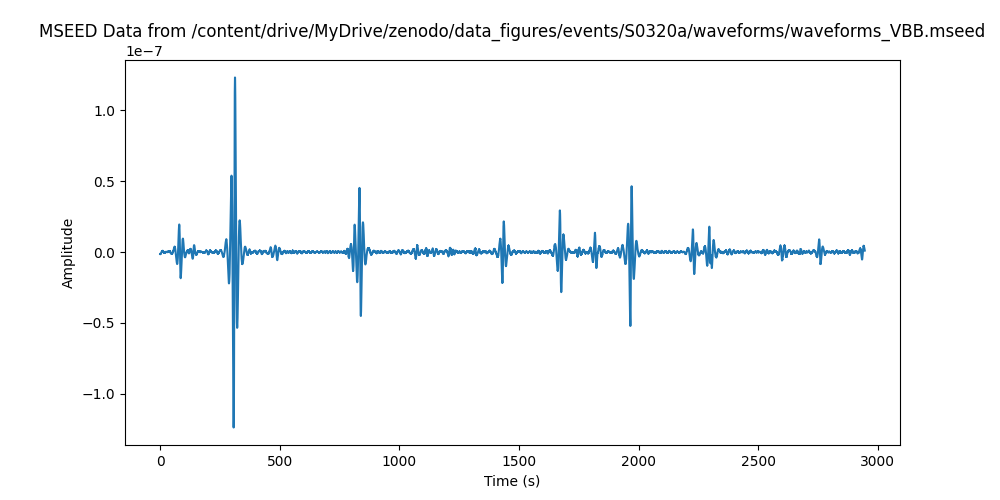 MSEED Data from /content/drive/MyDrive/zenodo/data_figures/events/S0320a/waveforms/waveforms_VBB.mseed
1e−7
1.0
0.5
0.0
−0.5
−1.0
Amplitude
0 500 1000 1500 2000 2500 3000
Time (s)